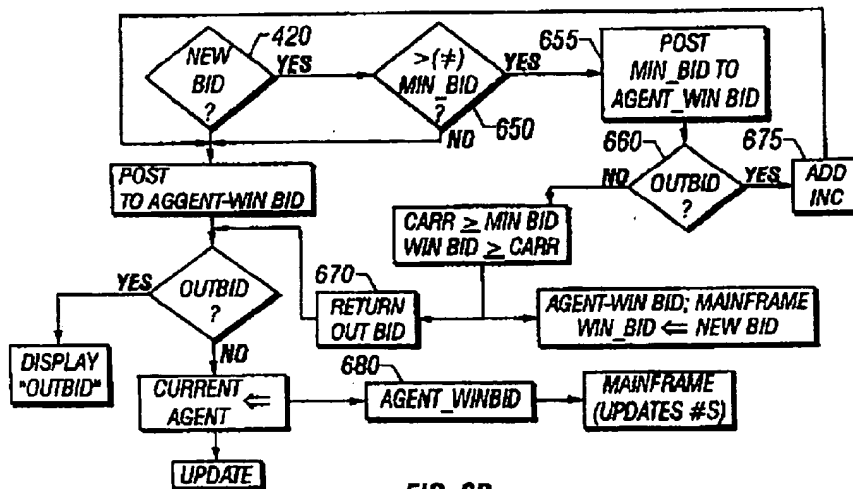 420
NEW
BID
?
YES
>(≠)
MIN_BID
?
650
YES
NO
655
POST
MIN_BID TO
AGENT_WIN BID
660
OUTBID
?
NO
YES
675
ADD
INC
POST
TO AGGENT-WIN BID
CARR ≥ MIN BID
WIN BID ≥ CARR
YES
OUTBID
?
NO
670
RETURN
OUT BID
AGENT-WIN BID; MAINFRAME
WIN_BID ⇐ NEW BID
DISPLAY
"OUTBID"
CURRENT
AGENT ⇐
680
AGENT_WINBID
MAINFRAME
(UPDATES #S)
UPDATE